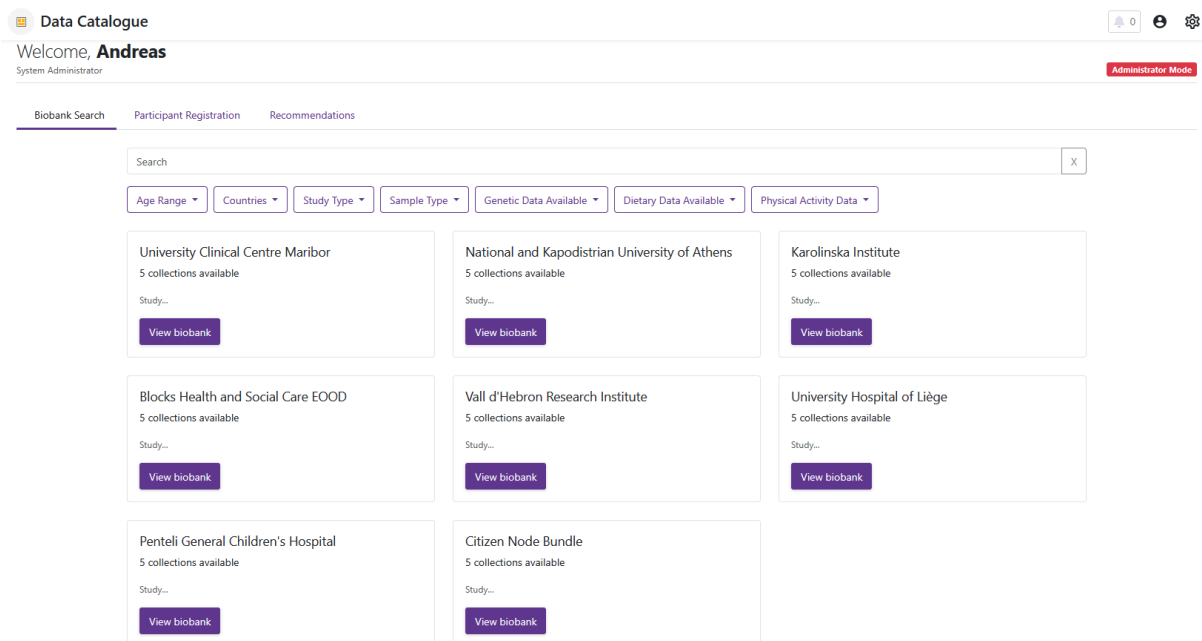 Data Catalogue
0
Welcome, Andreas
System Administrator
Administrator Mode
Biobank Search Participant Registration Recommendations
Search X
Age Range Countries Study Type Sample Type Genetic Data Available Dietary Data Available Physical Activity Data
University Clinical Centre Maribor
5 collections available
Study...
View biobank
National and Kapodistrian University of Athens
5 collections available
Study...
View biobank
Karolinska Institute
5 collections available
Study...
View biobank
Blocks Health and Social Care EOOD
5 collections available
Study...
View biobank
Vall d'Hebron Research Institute
5 collections available
Study...
View biobank
University Hospital of Liège
5 collections available
Study...
View biobank
Penteli General Children's Hospital
5 collections available
Study...
View biobank
Citizen Node Bundle
5 collections available
Study...
View biobank